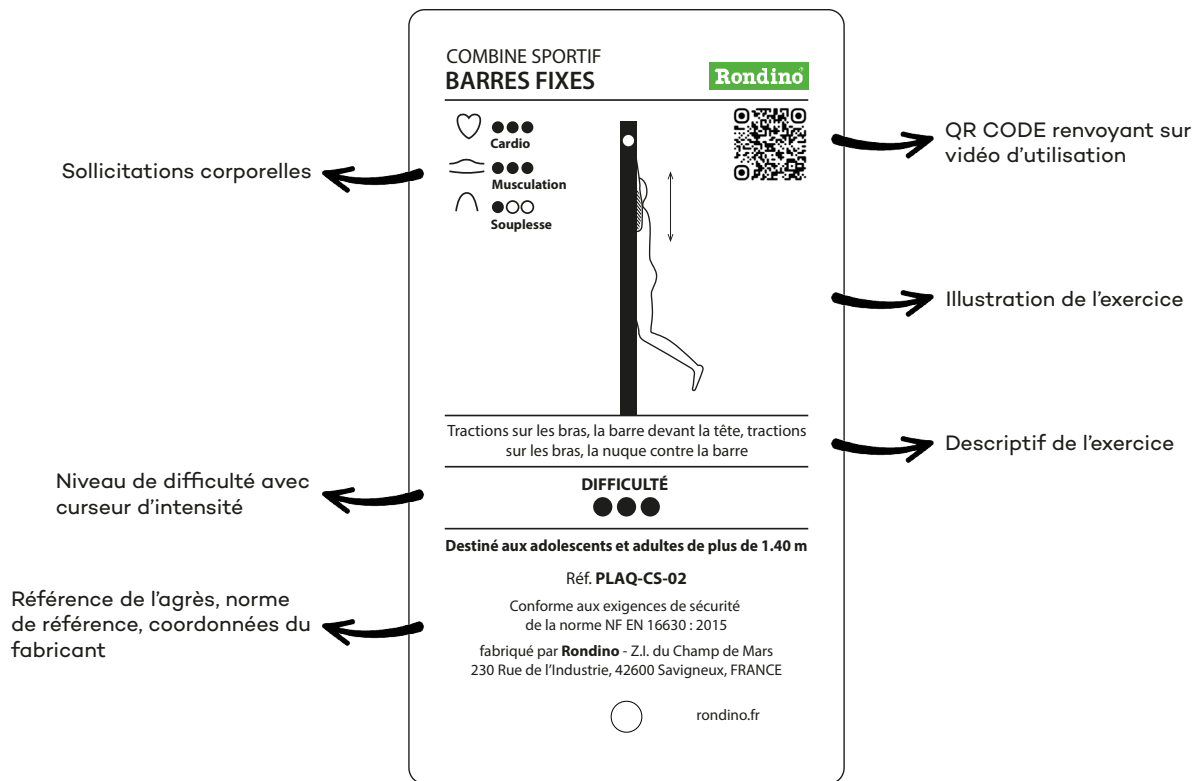 COMBINE SPORTIF
BARRES FIXES
Rondino
Cardio
Musculation
Souplesse
Sollicitations corporelles
QR CODE renvoyant sur
vidéo d'utilisation
Illustration de l'exercice
Tractions sur les bras, la barre devant la tête, tractions
sur les bras, la nuque contre la barre
Descriptif de l'exercice
Niveau de difficulté avec
curseur d'intensité
DIFFICULTÉ
Destiné aux adolescents et adultes de plus de 1.40 m
Référence de l'agrès, norme
de référence, coordonnées du
fabricant
Réf. PLAQ-CS-02
Conforme aux exigences de sécurité
de la norme NF EN 16630 : 2015
fabriqué par Rondino - Z.I. du Champ de Mars
230 Rue de l'Industrie, 42600 Savigneux, FRANCE
rondino.fr